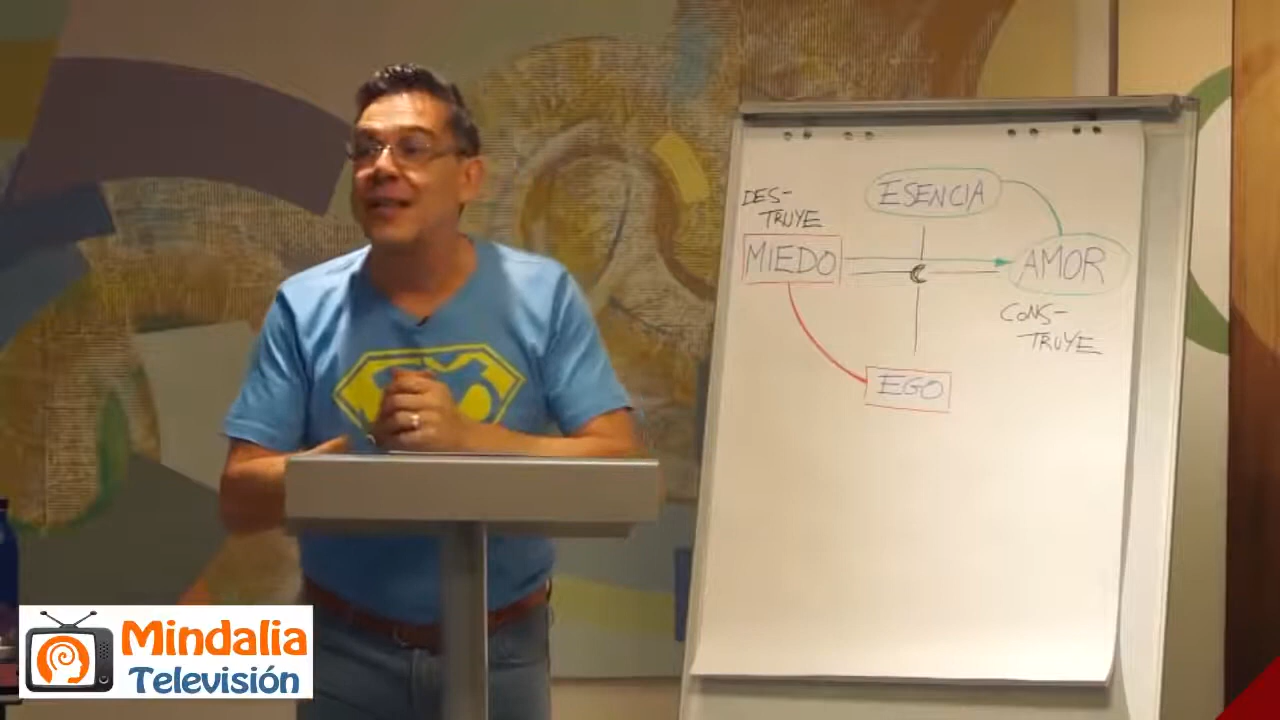 DES-
TRUYE
ESENCIA
MIEDO
AMOR
CONS-
TRUYE
EGO
Mindalia
Televisión